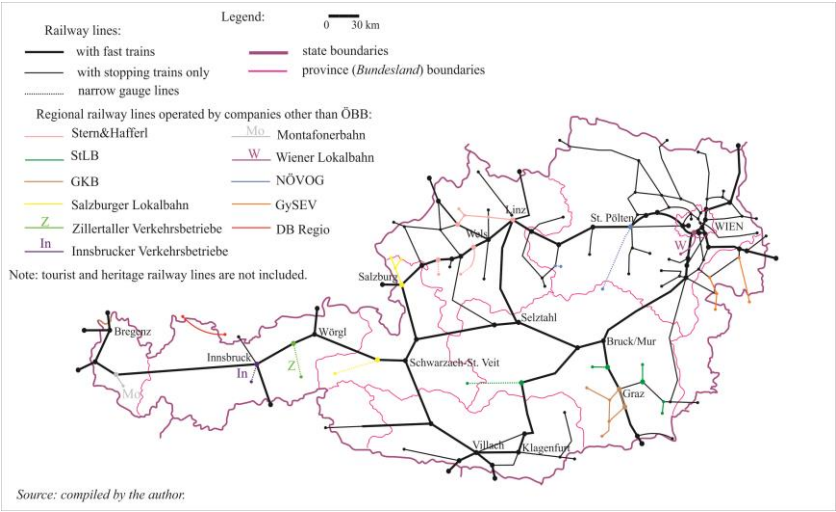 Legend:
0 30 km
Railway lines:
with fast trains
with stopping trains only
narrow gauge lines
state boundaries
province (Bundesland) boundaries
Regional railway lines operated by companies other than ÖBB:
Stern&Hafferl
StLB
GKB
Salzburger Lokalbahn
Z Zillertaller Verkehrsbetriebe
In Innsbrucker Verkehrsbetriebe
Mo Montafonerbahn
W Wiener Lokalbahn
NÖVOG
GySEV
DB Regio
Note: tourist and heritage railway lines are not included.
Linz
St. Pölten
WIEN
Wels
W
Salzburg
Selztahl
Bregenz
Wörgl
Bruck/Mur
Innsbruck
Schwarzach-St. Veit
In
Z
Mo
Graz
Villach
Klagenfurt
Source: compiled by the author.